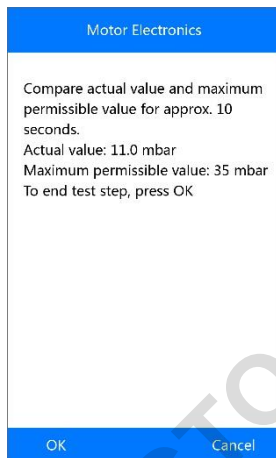 Motor Electronics
Compare actual value and maximum
permissible value for approx. 10
seconds.
Actual value: 11.0 mbar
Maximum permissible value: 35 mbar
To end test step, press OK
OK Cancel